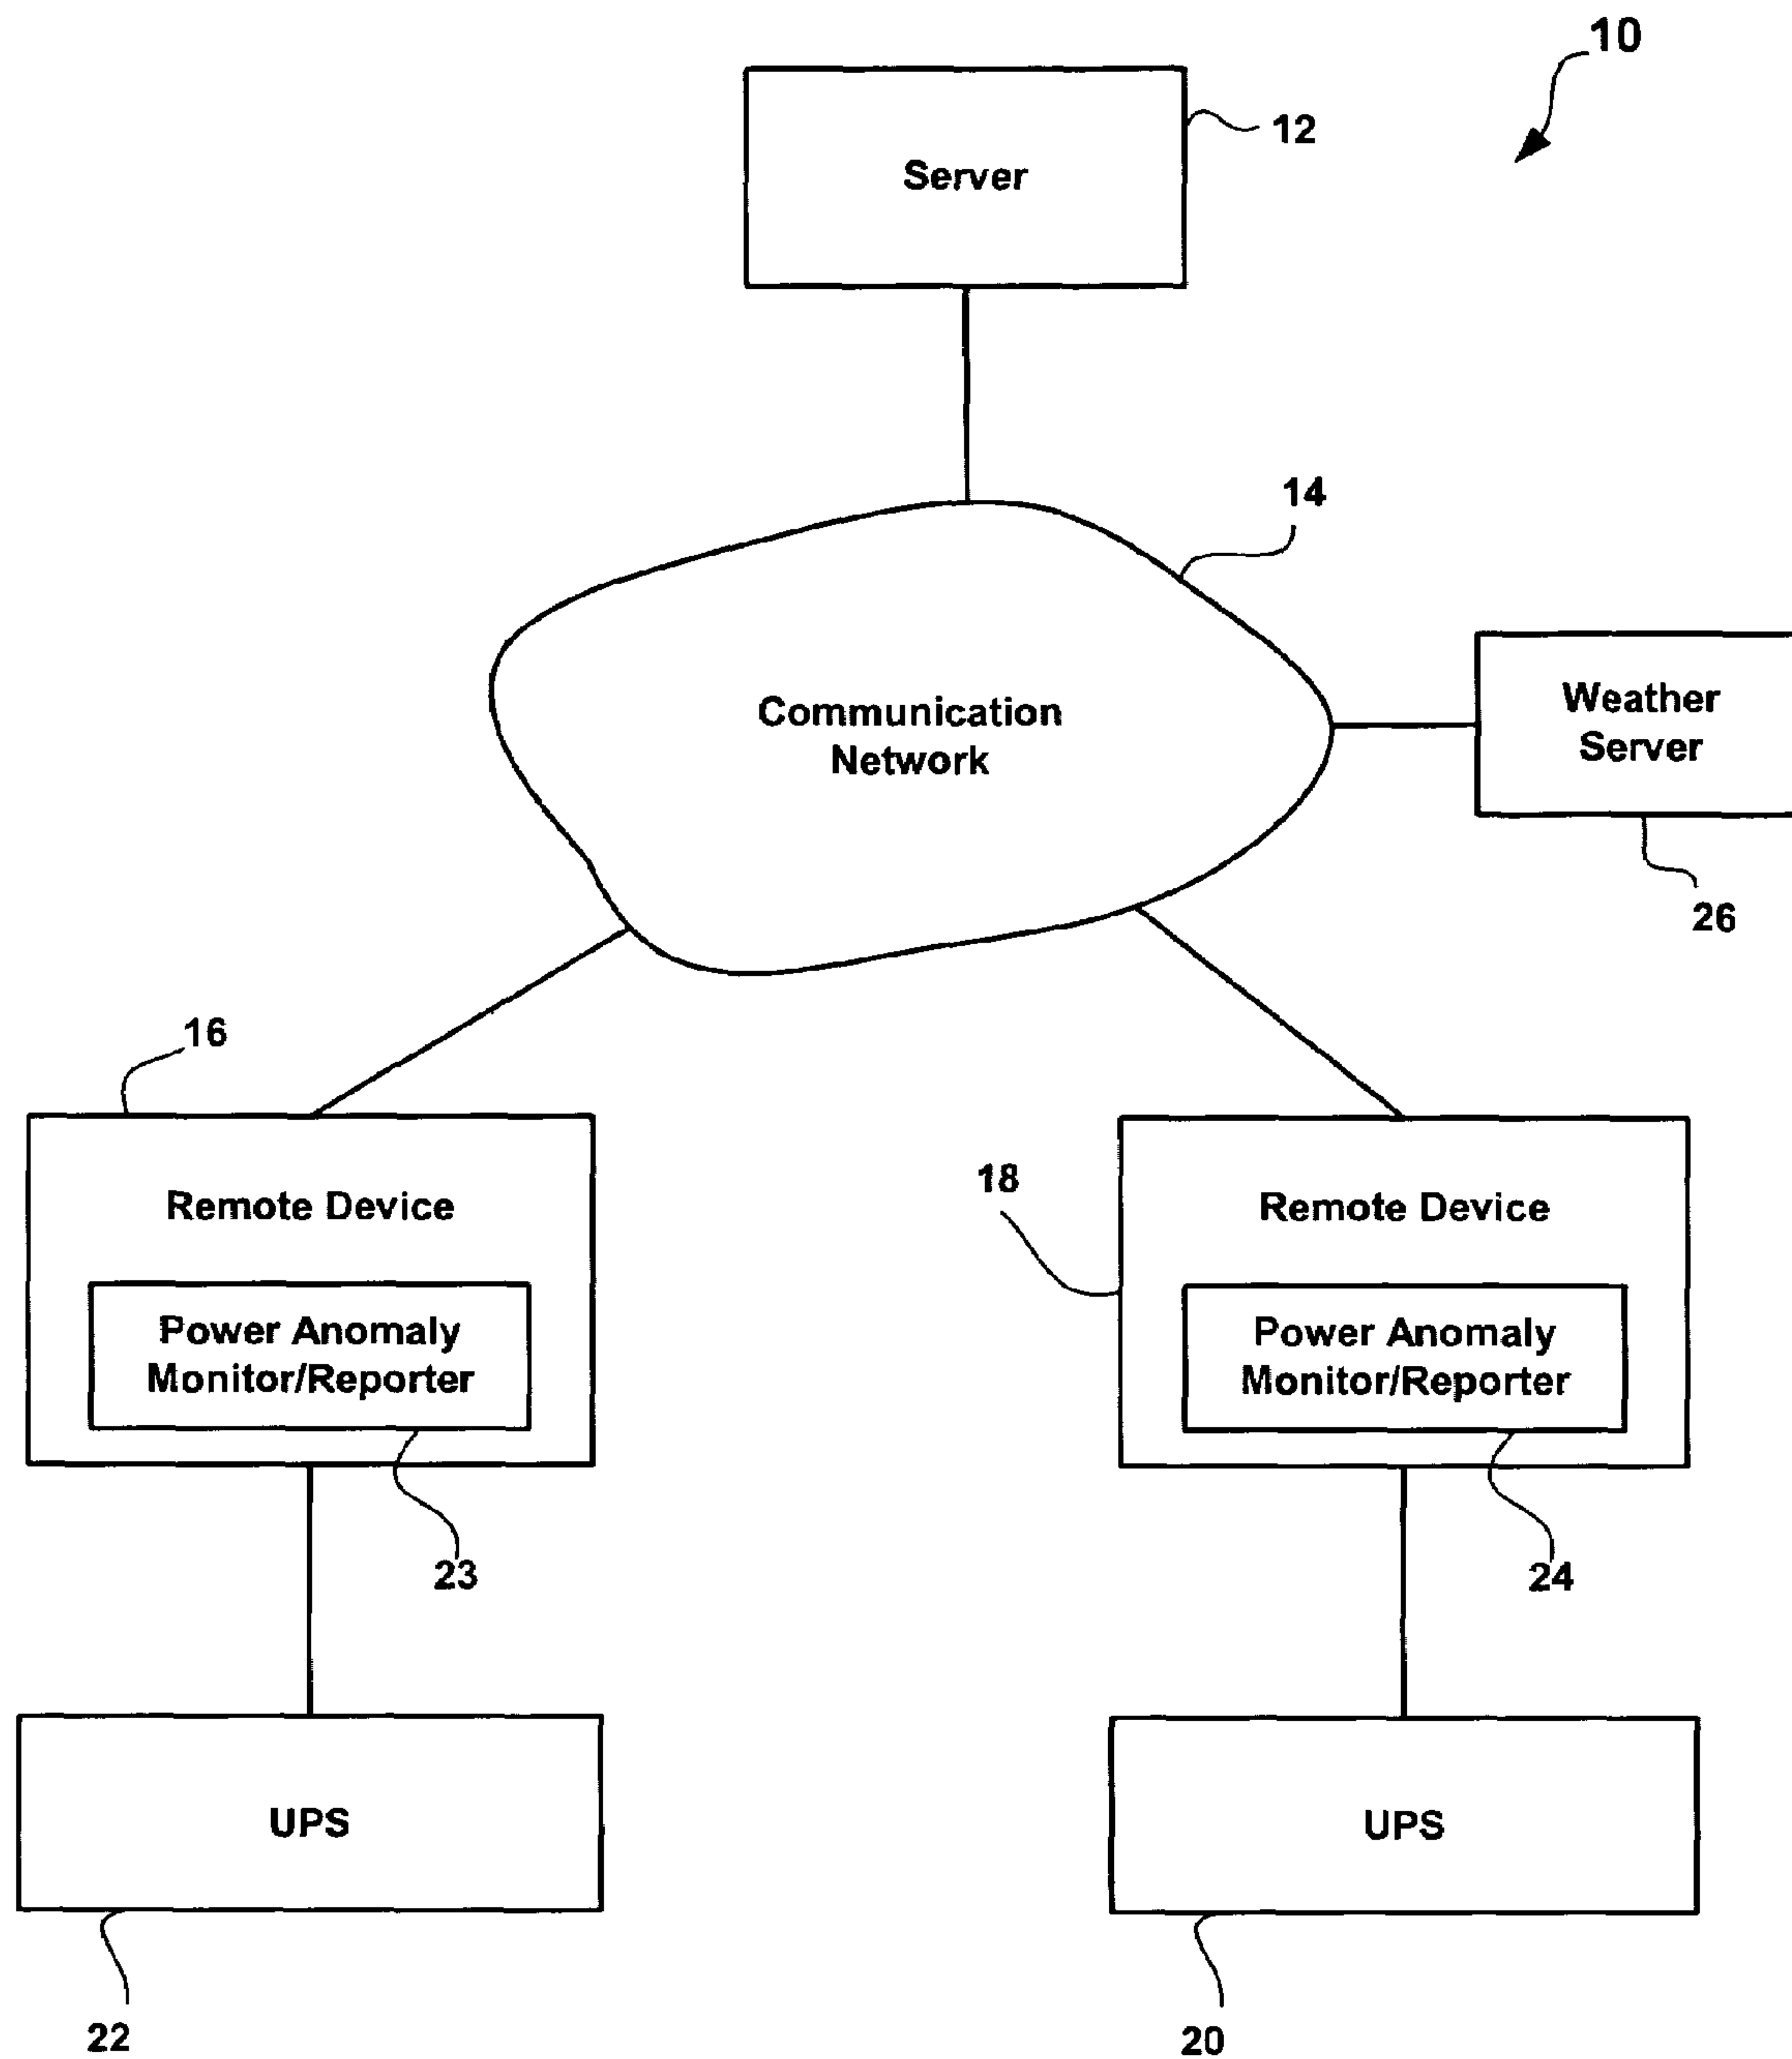 10
12
Server
14
Communication
Network
Weather
Server
26
16
Remote Device
Power Anomaly
Monitor/Reporter
23
18
Remote Device
Power Anomaly
Monitor/Reporter
24
UPS
22
UPS
20